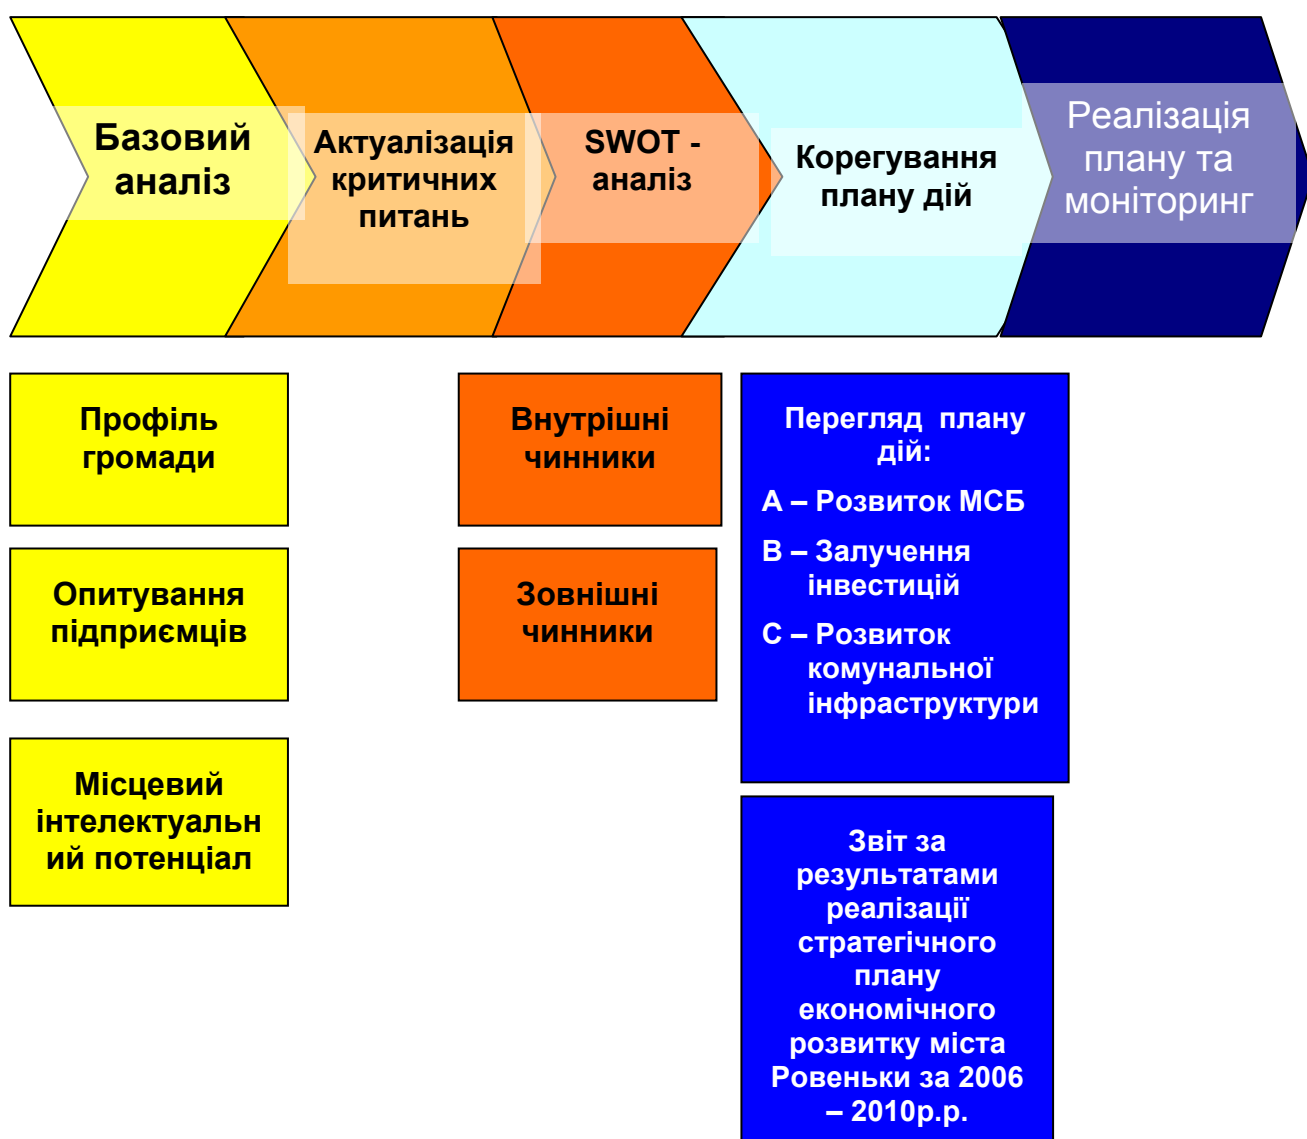 Базовий
аналіз
Актуалізація
критичних
питань
SWOT -
аналіз
Корегування
плану дій
Реалізація
плану та
моніторинг
Профіль
громади
Опитування
підприємців
Місцевий
інтелектуальн
ий потенціал
Внутрішні
чинники
Зовнішні
чинники
Перегляд плану
дій:
А – Розвиток МСБ
В – Залучення
інвестицій
С – Розвиток
комунальної
інфраструктури
Звіт за
результатами
реалізації
стратегічного
плану
економічного
розвитку міста
Ровеньки за 2006
– 2010р.р.